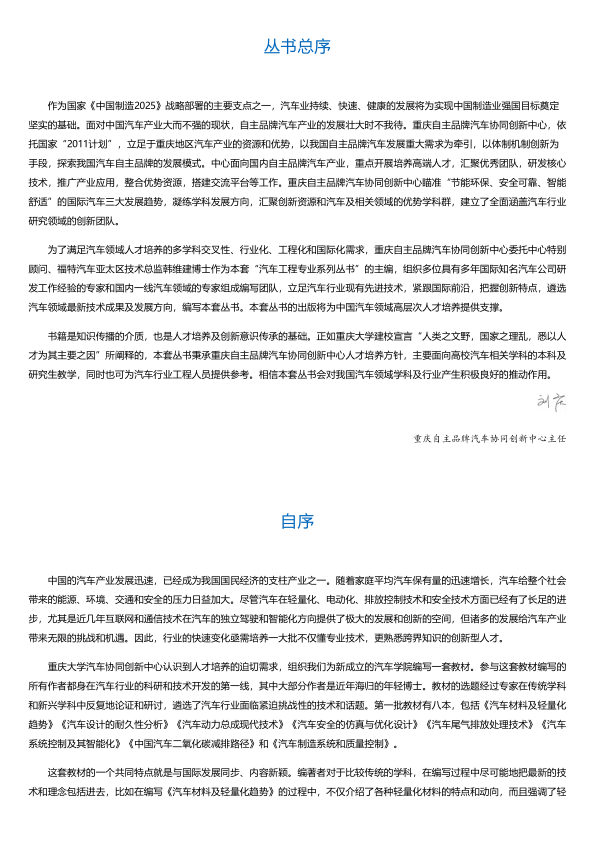 丛书总序
作为国家《中国制造2025》战略部署的主要支点之一，汽车业持续、快速、健康的发展将为实现中国制造业强国目标奠定
坚实的基础。面对中国汽车产业大而不强的现状，自主品牌汽车产业的发展壮大时不我待。重庆自主品牌汽车协同创新中心，依
托国家“2011计划”，立足于重庆地区汽车产业的资源和优势，以我国自主品牌汽车发展重大需求为牵引，以体制机制创新为
手段，探索我国汽车自主品牌的发展模式。中心面向国内自主品牌汽车产业，重点开展培养高端人才，汇聚优秀团队，研发核心
技术，推广产业应用，整合优势资源，搭建交流平台等工作。重庆自主品牌汽车协同创新中心瞄准“节能环保、安全可靠、智能
舒适”的国际汽车三大发展趋势，凝练学科发展方向，汇聚创新资源和汽车及相关领域的优势学科群，建立了全面涵盖汽车行业
研究领域的创新团队。
为了满足汽车领域人才培养的多学科交叉性、行业化、工程化和国际化需求，重庆自主品牌汽车协同创新中心委托中心特别
顾问、福特汽车亚太区技术总监韩维建博士作为本套“汽车工程专业系列丛书”的主编，组织多位具有多年国际知名汽车公司研
发工作经验的专家和国内一线汽车领域的专家组成编写团队，立足汽车行业现有先进技术，紧跟国际前沿，把握创新特点，遴选
汽车领域最新技术成果及发展方向，编写本套丛书。本套丛书的出版将为中国汽车领域高层次人才培养提供支撑。
书籍是知识传播的介质，也是人才培养及创新意识传承的基础。正如重庆大学建校宣言“人类之文野，国家之理乱，悉以人
才为其主要之因”所阐释的，本套丛书秉承重庆自主品牌汽车协同创新中心人才培养方针，主要面向高校汽车相关学科的本科及
研究生教学，同时也可为汽车行业工程人员提供参考。相信本套丛书会对我国汽车领域学科及行业产生积极良好的推动作用。
刘庆
重庆自主品牌汽车协同创新中心主任
自序
中国的汽车产业发展迅速，已经成为我国国民经济的支柱产业之一。随着家庭平均汽车保有量的迅速增长，汽车给整个社会
带来的能源、环境、交通和安全的压力日益加大。尽管汽车在轻量化、电动化、排放控制技术和安全技术方面已经有了长足的进
步，尤其是近几年互联网和通信技术在汽车的独立驾驶和智能化方向提供了极大的发展和创新的空间，但诸多的发展给汽车产业
带来无限的挑战和机遇。因此，行业的快速变化亟需培养一大批不仅懂专业技术，更熟悉跨界知识的创新型人才。
重庆大学汽车协同创新中心认识到人才培养的迫切需求，组织我们为新成立的汽车学院编写一套教材。参与这套教材编写的
所有作者都身在汽车行业的科研和技术开发的第一线，其中大部分作者是近年海归的年轻博士。教材的选题经过专家在传统学科
和新兴学科中反复地论证和研讨，遴选了汽车行业面临紧迫挑战性的技术和话题。第一批教材有八本，包括《汽车材料及轻量化
趋势》《汽车设计的耐久性分析》《汽车动力总成现代技术》《汽车安全的仿真与优化设计》《汽车尾气排放处理技术》《汽车
系统控制及其智能化》《中国汽车二氧化碳减排路径》和《汽车制造系统和质量控制》。
这套教材的一个共同特点就是与国际发展同步、内容新颖。编著者对于比较传统的学科，在编写过程中尽可能地把最新的技
术和理念包括进去，比如在编写《汽车材料及轻量化趋势》的过程中，不仅介绍了各种轻量化材料的特点和动向，而且强调了轻